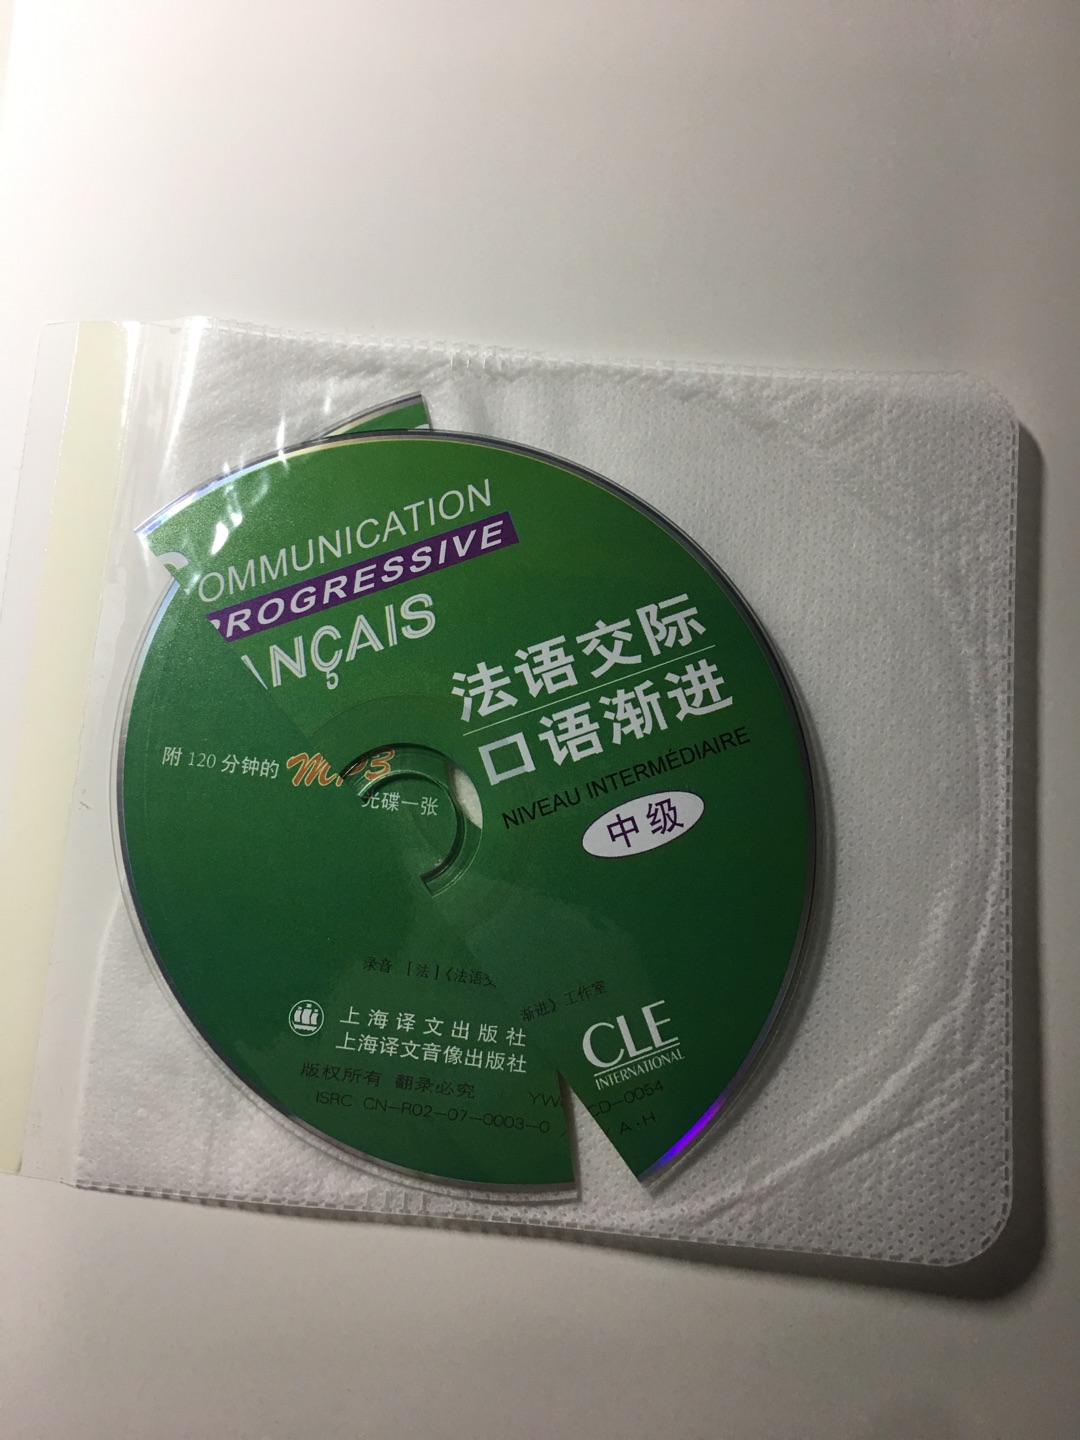 OMMUNICATION
PROGRESSIVE
NÇAIS
法语交际
口语渐进
NIVEAU INTERMÉDIAIRE
中级
附 120 分钟的 MP3
光碟一张
录音 [法]《法语交
渐进》工作室
上海译文出版社
上海译文音像出版社
CLE
INTERNATIONAL
版权所有 翻录必究
CD-0054
ISRC CN-R02-07-0003-0
A·H